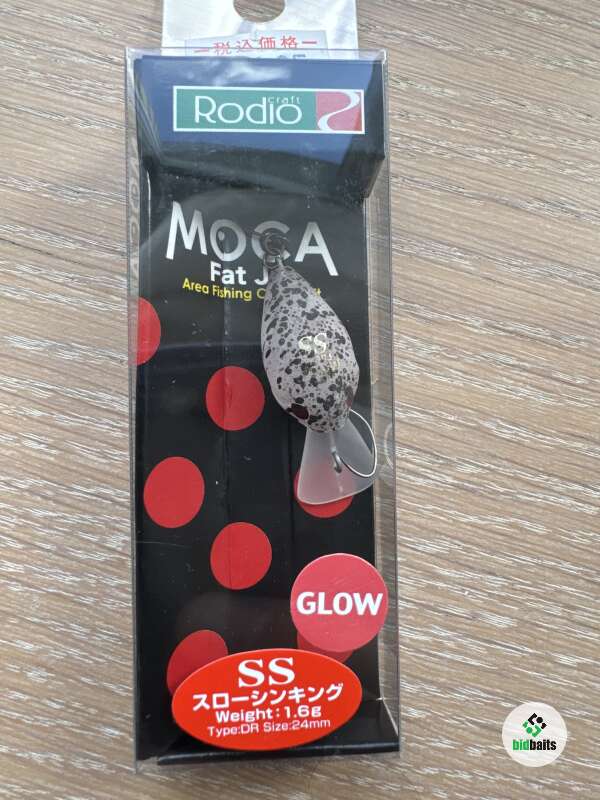 税込価格
craft
Rodio
MOCA
Fat
Area Fishing
SS
GLOW
SS
スローシンキング
Weight:1.6g
Type:DR Size:24mm
bidbaits